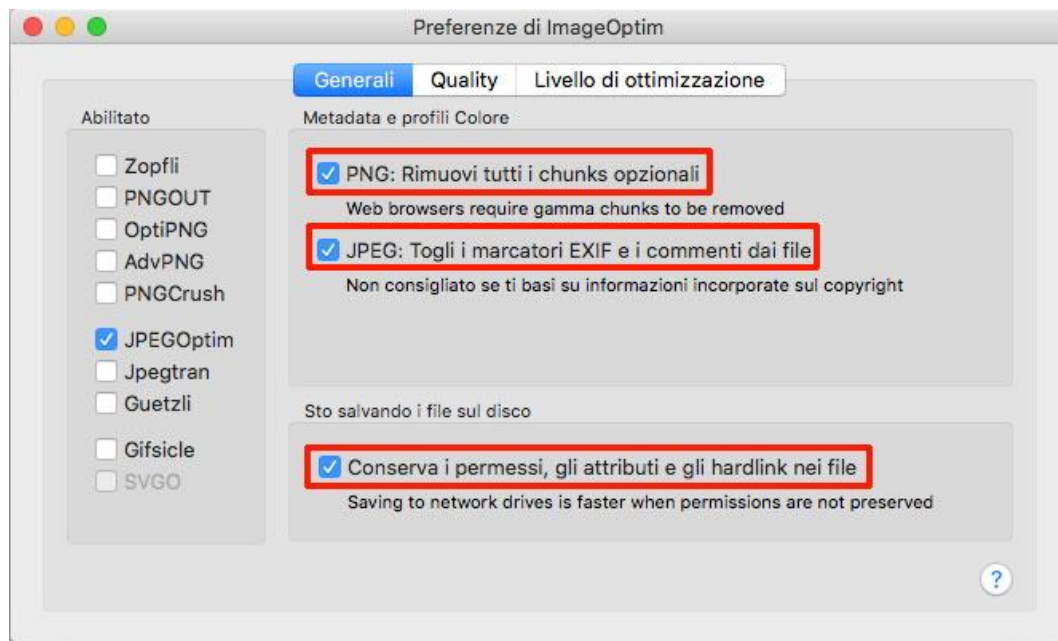 Preferenze di ImageOptim
Generali Quality Livello di ottimizzazione
Abilitato
Zopfli
PNGOUT
OptiPNG
AdvPNG
PNGCrush
JPEGOptim
Jpegtran
Guetzli
Gifsicle
SVGO
Metadata e profili Colore
PNG: Rimuovi tutti i chunks opzionali
Web browsers require gamma chunks to be removed
JPEG: Togli i marcatori EXIF e i commenti dai file
Non consigliato se ti basi su informazioni incorporate sul copyright
Sto salvando i file sul disco
Conserva i permessi, gli attributi e gli hardlink nei file
Saving to network drives is faster when permissions are not preserved
?